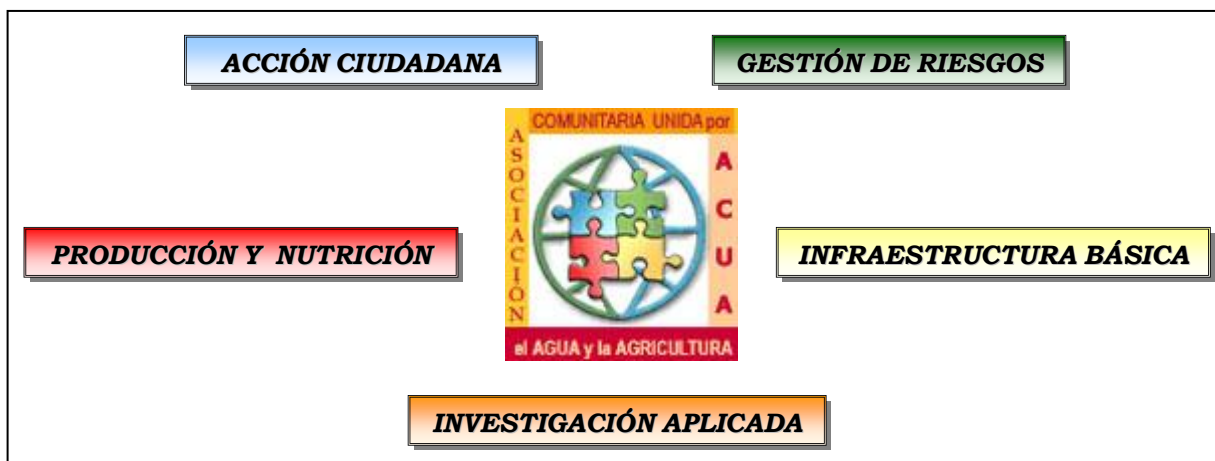 ACCIÓN CIUDADANA
GESTIÓN DE RIESGOS
COMUNITARIA UNIDA por
ASOCIACIÓN
ACUA
PRODUCCIÓN Y NUTRICIÓN
INFRAESTRUCTURA BÁSICA
el AGUA y la AGRICULTURA
INVESTIGACIÓN APLICADA